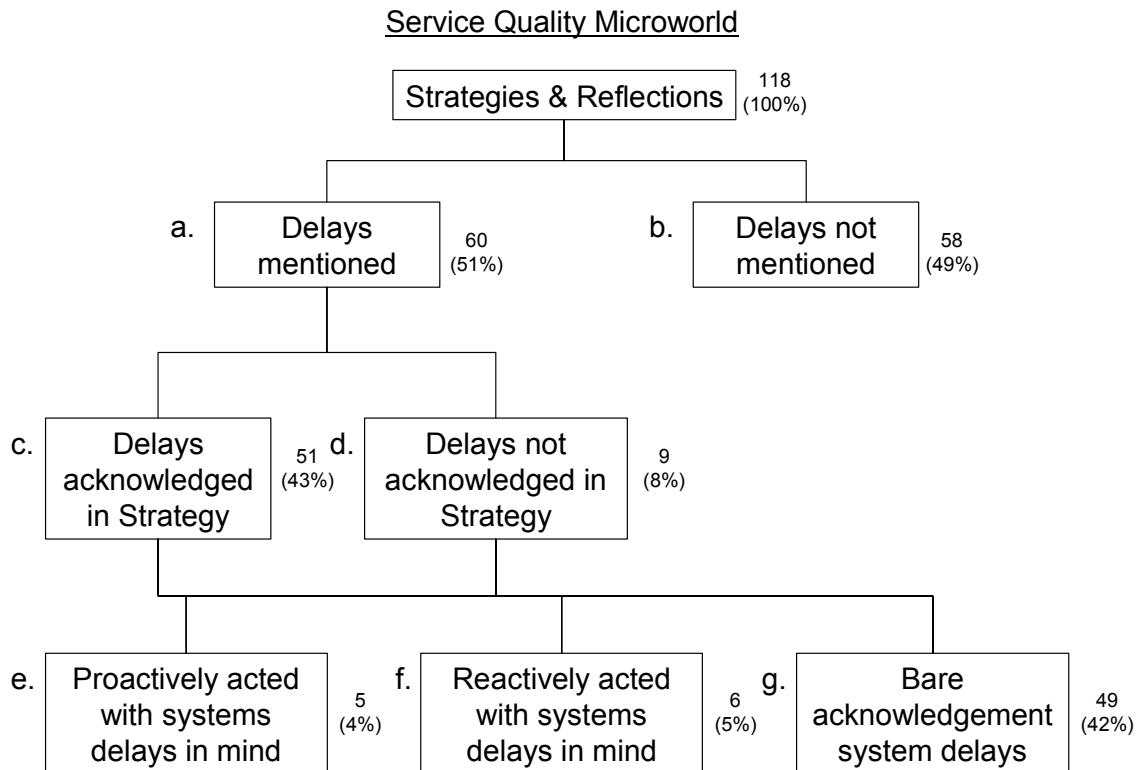 Service Quality Microworld
Strategies & Reflections
118
(100%)
a.
Delays
mentioned
60
(51%)
b.
Delays not
mentioned
58
(49%)
c.
Delays
acknowledged
in Strategy
51
(43%)
d.
Delays not
acknowledged in
Strategy
9
(8%)
e.
Proactively acted
with systems
delays in mind
5
(4%)
f.
Reactively acted
with systems
delays in mind
6
(5%)
g.
Bare
acknowledgement
system delays
49
(42%)